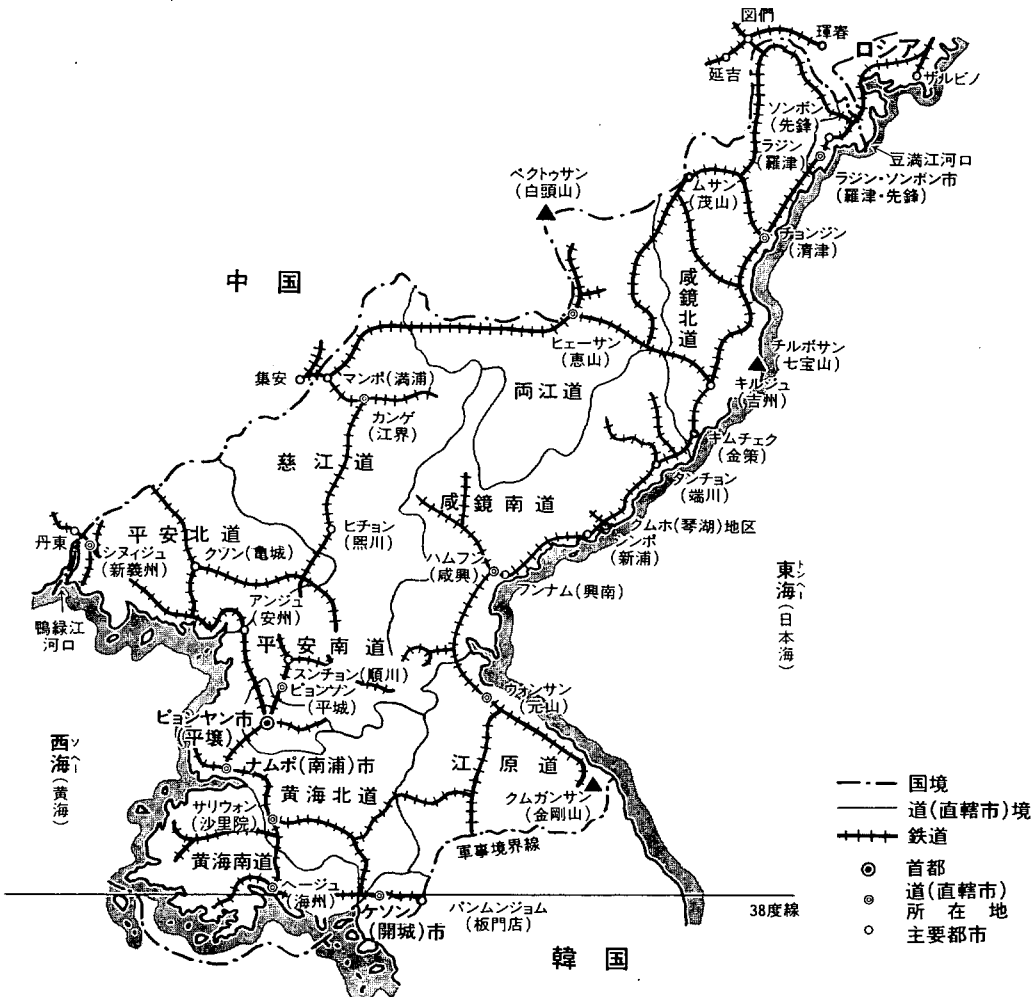 図們
琿春
ロシア
延吉
ザルビノ
ソンボン
(先鋒)
ラジン
(羅津)
豆満江河口
ラジン・ソンボン市
(羅津・先鋒)
ペクトゥサン
(白頭山)
ムサン
(茂山)
チョンジン
(清津)
中国
咸鏡北道
ヒェーサン
(恵山)
チルボサン
(七宝山)
集安
マンポ(満浦)
両江道
キルジュ
(吉州)
カンゲ
(江界)
キムチェク
(金策)
慈江道
タンチョン
(端川)
咸鏡南道
平安北道
ヒチョン
(煕川)
クムホ(琴湖)地区
シンポ
(新浦)
丹東
シヌィジュ
(新義州)
クソン(亀城)
ハムフン
(咸興)
フンナム(興南)
東海(日本海)
トンヘー
アンジュ
(安州)
鴨緑江
河口
平安南道
スンチョン(順川)
ピョンソン
(平城)
ウォンサン
(元山)
ピョンヤン市
(平壌)
西海(黄海)
ソヘー
ナムポ(南浦)市
江原道
黄海北道
クムガンサン
(金剛山)
サリウォン
(沙里院)
軍事境界線
黄海南道
ヘージュ
(海州)
ケソン
(開城)市
パンムンジョム
(板門店)
38度線
韓国
国境
道(直轄市)境
鉄道
首都
道(直轄市)
所在地
主要都市